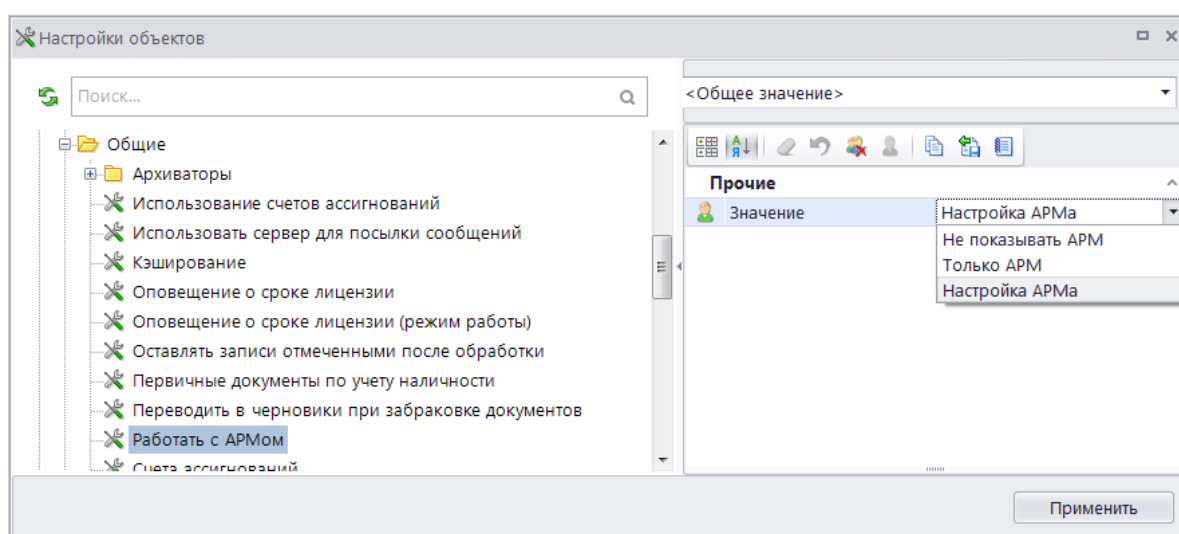 Настройки объектов
Поиск...
<Общее значение>
Общие
Архиваторы
Использование счетов ассигнований
Использовать сервер для посылки сообщений
Кэширование
Оповещение о сроке лицензии
Оповещение о сроке лицензии (режим работы)
Оставлять записи отмеченными после обработки
Первичные документы по учету наличности
Переводить в черновики при забраковке документов
Работать с АРМом
Счета ассигнований
Прочие
Значение Настройка АРМа
Не показывать АРМ
Только АРМ
Настройка АРМа
Применить